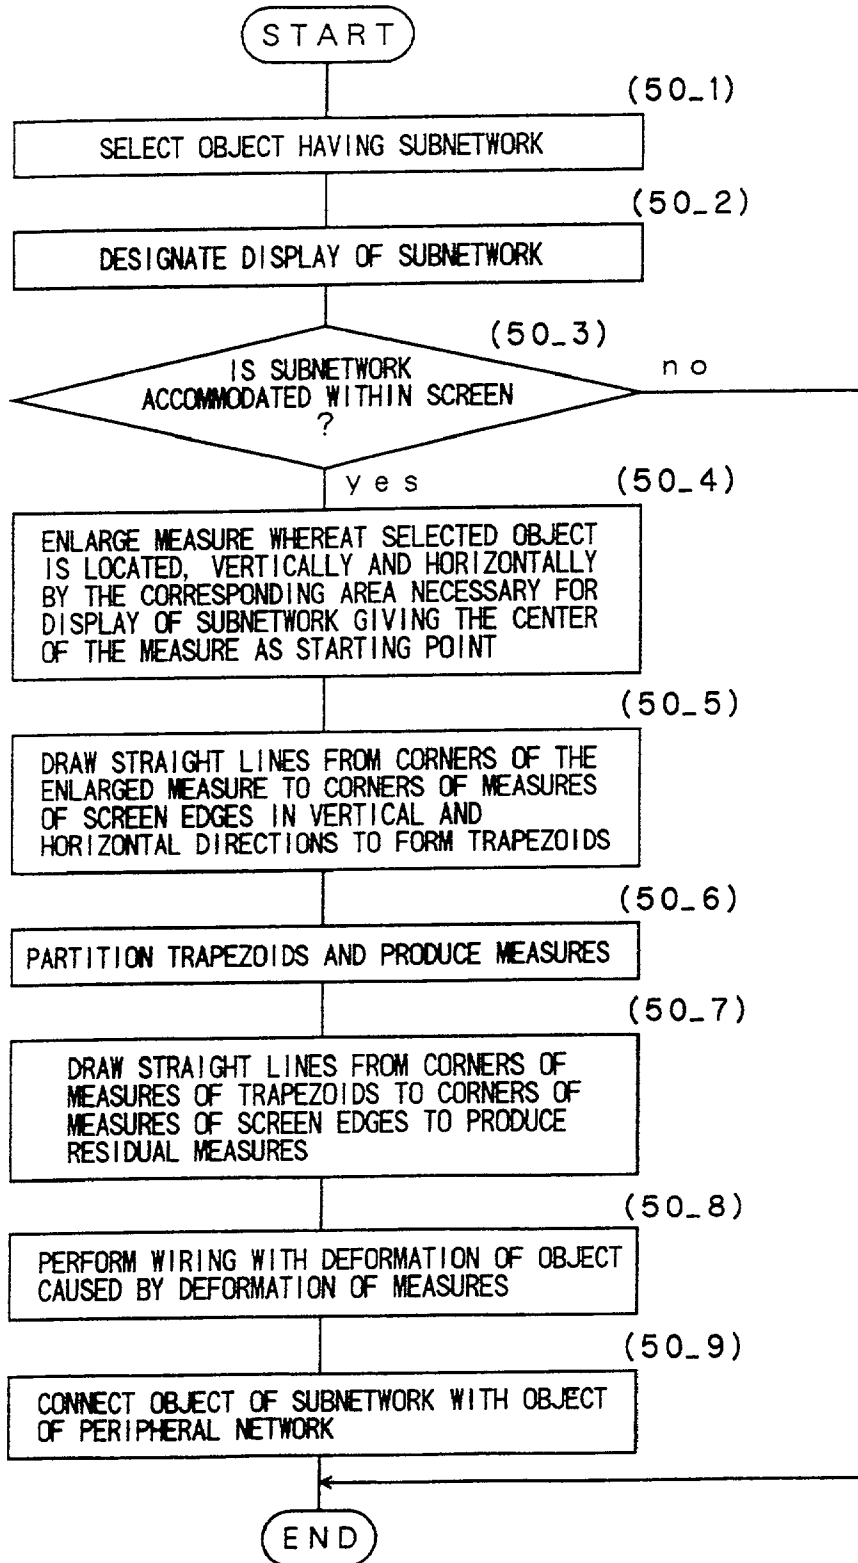 START
(50_1)
SELECT OBJECT HAVING SUBNETWORK
(50_2)
DESIGNATE DISPLAY OF SUBNETWORK
(50_3)
IS SUBNETWORK
ACCOMMODATED WITHIN SCREEN
?
no
yes
(50_4)
ENLARGE MEASURE WHEREAT SELECTED OBJECT
IS LOCATED, VERTICALLY AND HORIZONTALLY
BY THE CORRESPONDING AREA NECESSARY FOR
DISPLAY OF SUBNETWORK GIVING THE CENTER
OF THE MEASURE AS STARTING POINT
(50_5)
DRAW STRAIGHT LINES FROM CORNERS OF THE
ENLARGED MEASURE TO CORNERS OF MEASURES
OF SCREEN EDGES IN VERTICAL AND
HORIZONTAL DIRECTIONS TO FORM TRAPEZOIDS
(50_6)
PARTITION TRAPEZOIDS AND PRODUCE MEASURES
(50_7)
DRAW STRAIGHT LINES FROM CORNERS OF
MEASURES OF TRAPEZOIDS TO CORNERS OF
MEASURES OF SCREEN EDGES TO PRODUCE
RESIDUAL MEASURES
(50_8)
PERFORM WIRING WITH DEFORMATION OF OBJECT
CAUSED BY DEFORMATION OF MEASURES
(50_9)
CONNECT OBJECT OF SUBNETWORK WITH OBJECT
OF PERIPHERAL NETWORK
END